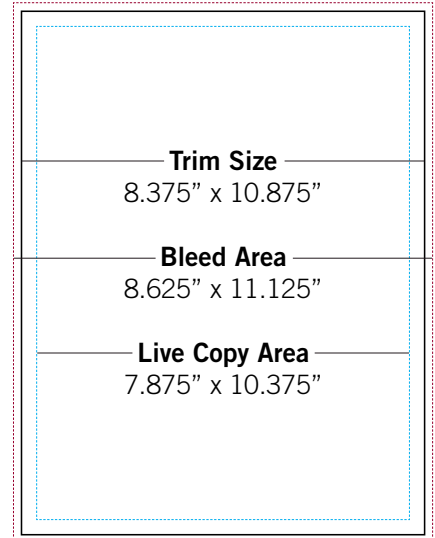 Trim Size
8.375” x 10.875”
Bleed Area
8.625” x 11.125”
Live Copy Area
7.875” x 10.375”